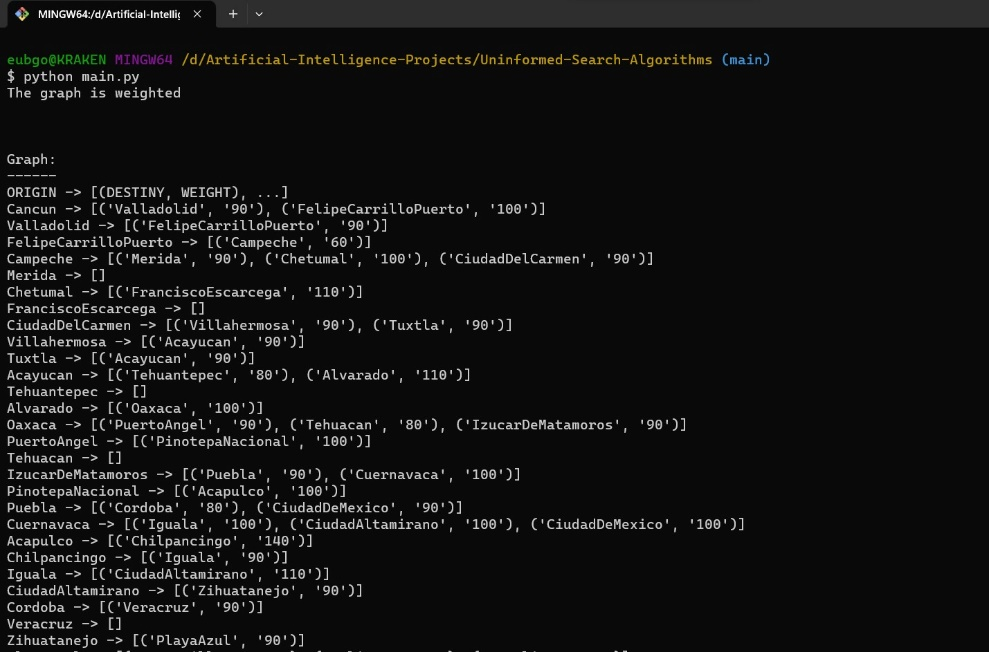 MINGW64:/d/Artificial-Intellig
eubgo@KRAKEN MINGW64 /d/Artificial-Intelligence-Projects/Uninformed-Search-Algorithms (main)
$ python main.py
The graph is weighted
Graph:
------
ORIGIN -> [(DESTINY, WEIGHT), ...]
Cancun -> [('Valladolid', '90'), ('FelipeCarrilloPuerto', '100')]
Valladolid -> [('FelipeCarrilloPuerto', '90')]
FelipeCarrilloPuerto -> [('Campeche', '60')]
Campeche -> [('Merida', '90'), ('Chetumal', '100'), ('CiudadDelCarmen', '90')]
Merida -> []
Chetumal -> [('FranciscoEscarcega', '110')]
FranciscoEscarcega -> []
CiudadDelCarmen -> [('Villahermosa', '90'), ('Tuxtla', '90')]
Villahermosa -> [('Acayucan', '90')]
Tuxtla -> [('Acayucan', '90')]
Acayucan -> [('Tehuantepec', '80'), ('Alvarado', '110')]
Tehuantepec -> []
Alvarado -> [('Oaxaca', '100')]
Oaxaca -> [('PuertoAngel', '90'), ('Tehuacan', '80'), ('IzucarDeMatamoros', '90')]
PuertoAngel -> [('PinotepaNacional', '100')]
Tehuacan -> []
IzucarDeMatamoros -> [('Puebla', '90'), ('Cuernavaca', '100')]
PinotepaNacional -> [('Acapulco', '100')]
Puebla -> [('Cordoba', '80'), ('CiudadDeMexico', '90')]
Cuernavaca -> [('Iguala', '100'), ('CiudadAltamirano', '100'), ('CiudadDeMexico', '100')]
Acapulco -> [('Chilpancingo', '140')]
Chilpancingo -> [('Iguala', '90')]
Iguala -> [('CiudadAltamirano', '110')]
CiudadAltamirano -> [('Zihuatanejo', '90')]
Cordoba -> [('Veracruz', '90')]
Veracruz -> []
Zihuatanejo -> [('PlayaAzul', '90')]